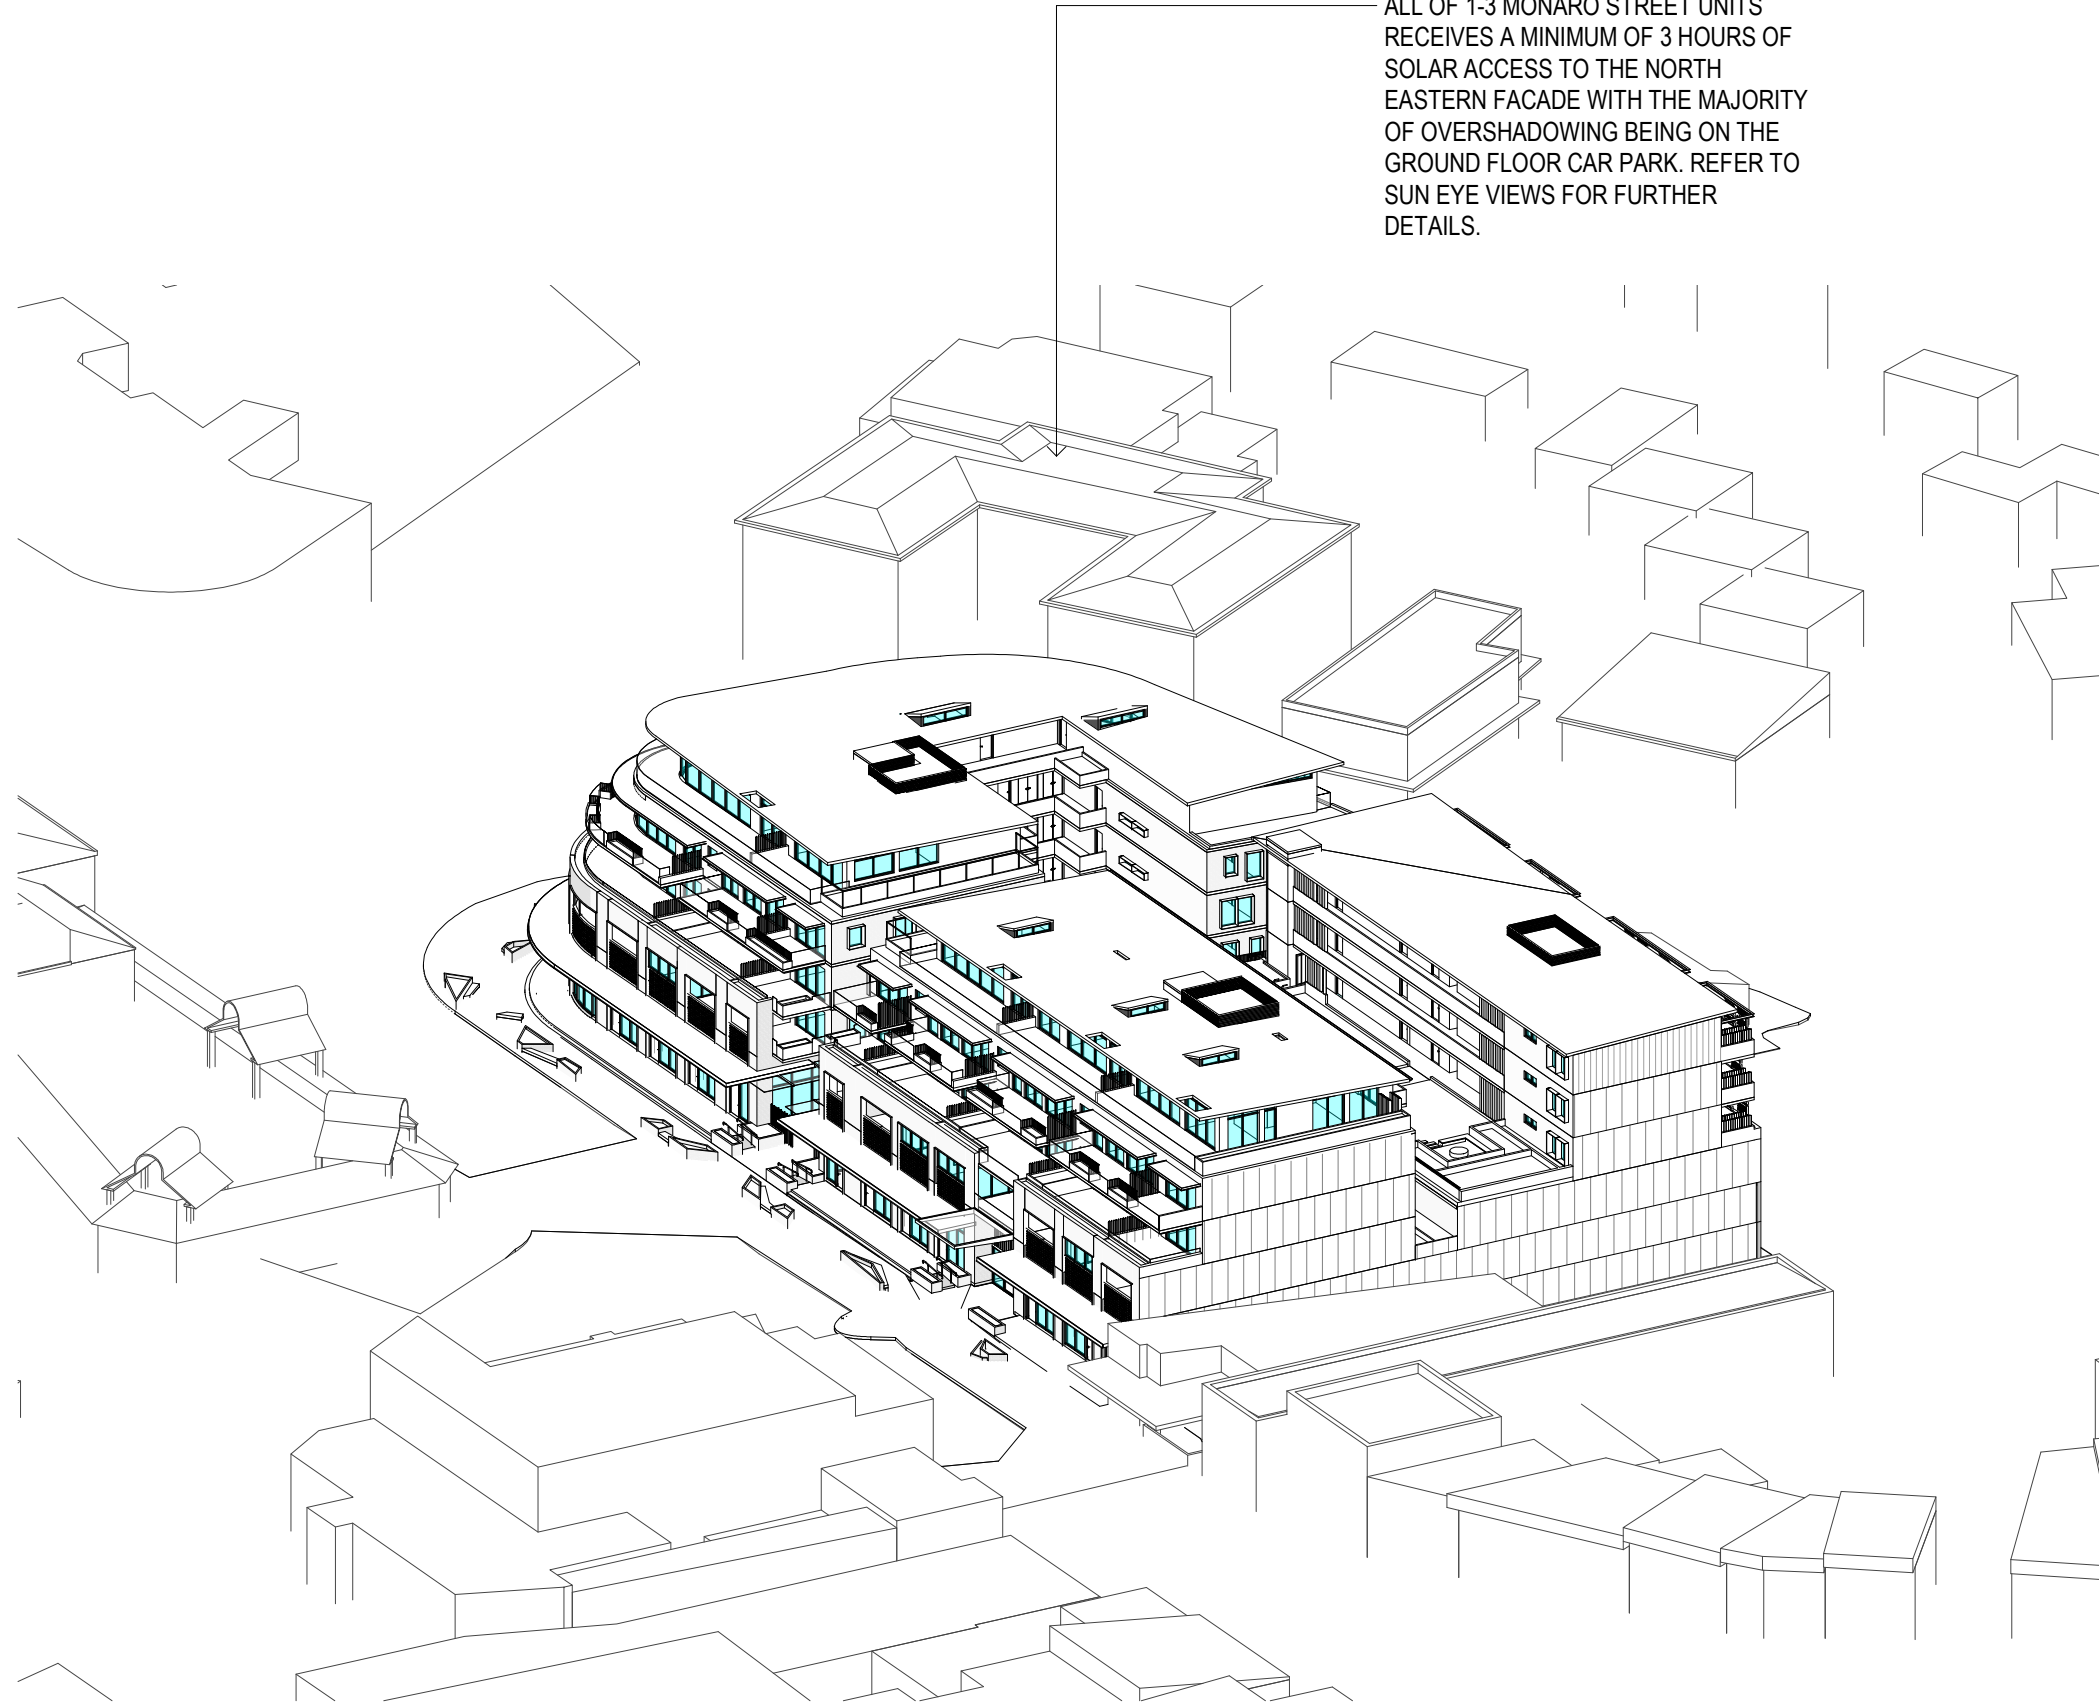 ALL OF 1-3 MONARO STREET UNITS
RECEIVES A MINIMUM OF 3 HOURS OF
SOLAR ACCESS TO THE NORTH
EASTERN FACADE WITH THE MAJORITY
OF OVERSHADOWING BEING ON THE
GROUND FLOOR CAR PARK. REFER TO
SUN EYE VIEWS FOR FURTHER
DETAILS.